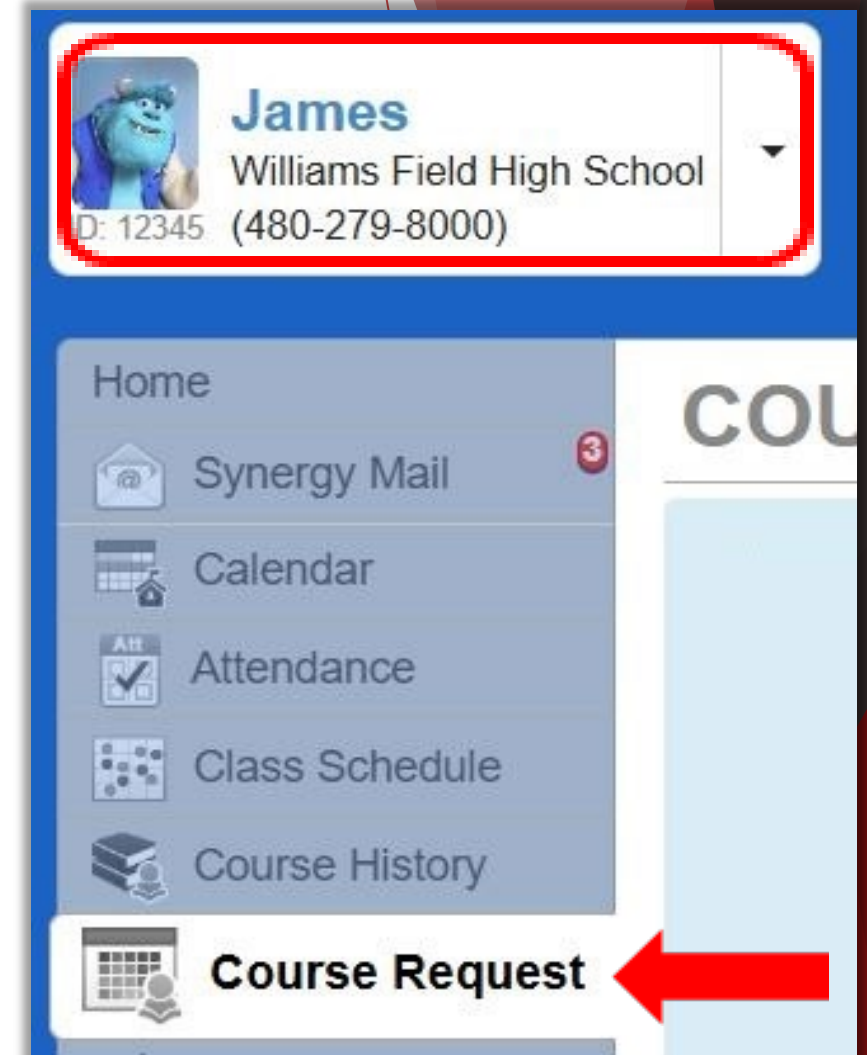 James
Williams Field High School
D: 12345 (480-279-8000)
Home
Synergy Mail 3
COU
Calendar
Att
Attendance
Class Schedule
Course History
Course Request